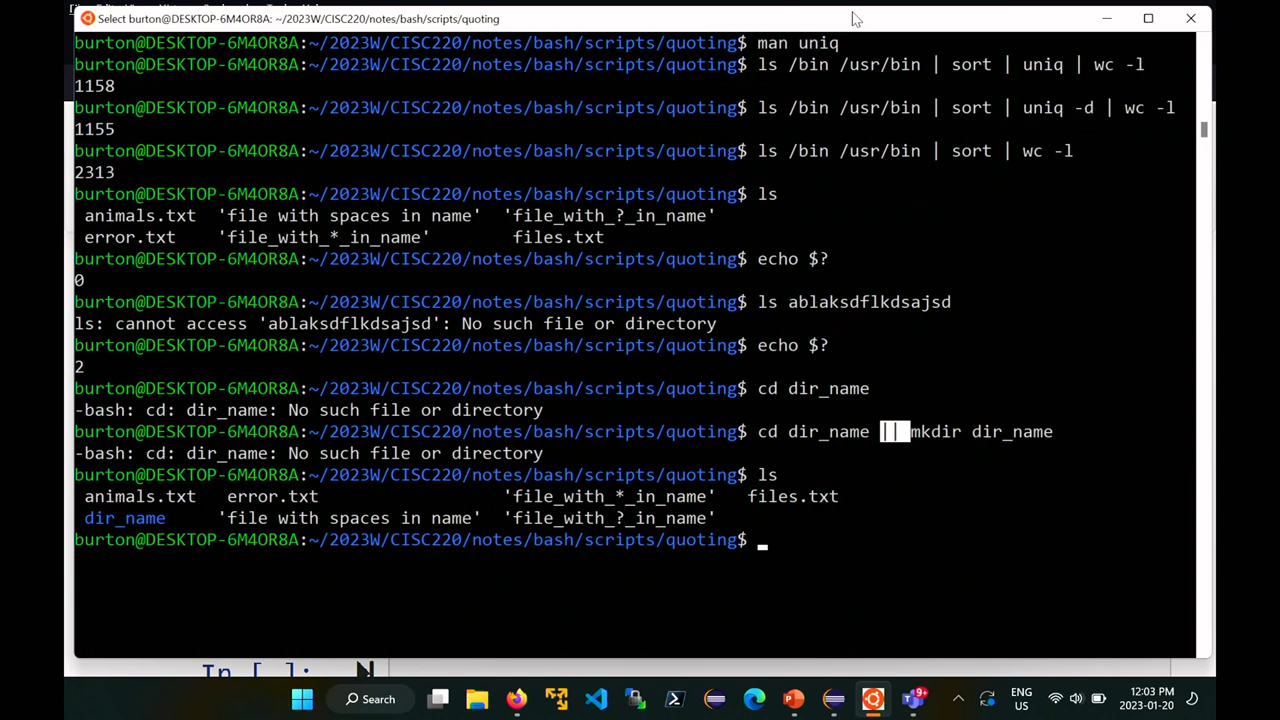 Select burton@DESKTOP-6M4OR8A: ~/2023W/CISC220/notes/bash/scripts/quoting
burton@DESKTOP-6M4OR8A:~/2023W/CISC220/notes/bash/scripts/quoting$ man uniq
burton@DESKTOP-6M4OR8A:~/2023W/CISC220/notes/bash/scripts/quoting$ ls /bin /usr/bin | sort | uniq | wc -l
1158
burton@DESKTOP-6M4OR8A:~/2023W/CISC220/notes/bash/scripts/quoting$ ls /bin /usr/bin | sort | uniq -d | wc -l
1155
burton@DESKTOP-6M4OR8A:~/2023W/CISC220/notes/bash/scripts/quoting$ ls /bin /usr/bin | sort | wc -l
2313
burton@DESKTOP-6M4OR8A:~/2023W/CISC220/notes/bash/scripts/quoting$ ls
animals.txt 'file with spaces in name' 'file_with_?_in_name'
error.txt 'file_with_*_in_name' files.txt
burton@DESKTOP-6M4OR8A:~/2023W/CISC220/notes/bash/scripts/quoting$ echo $?
0
burton@DESKTOP-6M4OR8A:~/2023W/CISC220/notes/bash/scripts/quoting$ ls ablaksdflkdsajsd
ls: cannot access 'ablaksdflkdsajsd': No such file or directory
burton@DESKTOP-6M4OR8A:~/2023W/CISC220/notes/bash/scripts/quoting$ echo $?
2
burton@DESKTOP-6M4OR8A:~/2023W/CISC220/notes/bash/scripts/quoting$ cd dir_name
-bash: cd: dir_name: No such file or directory
burton@DESKTOP-6M4OR8A:~/2023W/CISC220/notes/bash/scripts/quoting$ cd dir_name || mkdir dir_name
-bash: cd: dir_name: No such file or directory
burton@DESKTOP-6M4OR8A:~/2023W/CISC220/notes/bash/scripts/quoting$ ls
animals.txt error.txt 'file_with_*_in_name' files.txt
dir_name 'file with spaces in name' 'file_with_?_in_name'
burton@DESKTOP-6M4OR8A:~/2023W/CISC220/notes/bash/scripts/quoting$
In [ ]:
Search
9+
ENG
US
12:03 PM
2023-01-20